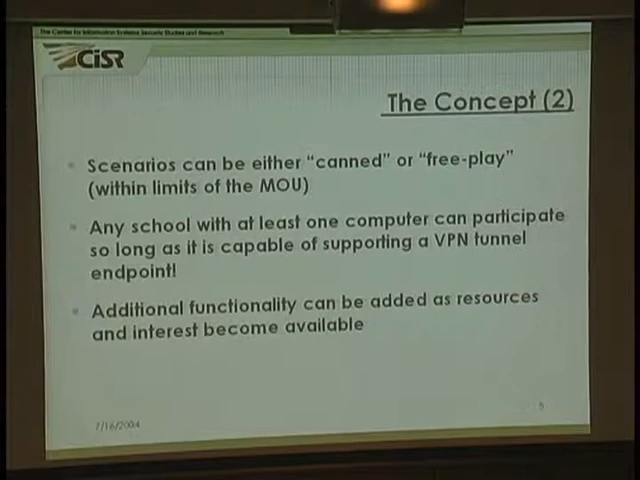 The Center for Information Systems Security Studies and Research
CISR
The Concept (2)
Scenarios can be either “canned” or “free-play”
(within limits of the MOU)
Any school with at least one computer can participate
so long as it is capable of supporting a VPN tunnel
endpoint!
Additional functionality can be added as resources
and interest become available
7/16/2004
5